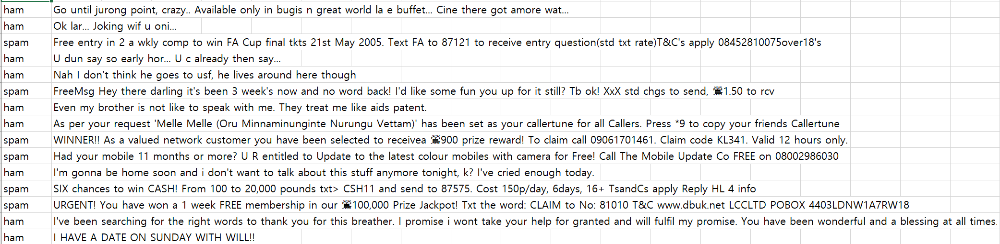 ham Go until jurong point, crazy.. Available only in bugis n great world la e buffet... Cine there got amore wat...
ham Ok lar... Joking wif u oni...
spam Free entry in 2 a wkly comp to win FA Cup final tkts 21st May 2005. Text FA to 87121 to receive entry question(std txt rate)T&C's apply 08452810075over18's
ham U dun say so early hor... U c already then say...
ham Nah I don't think he goes to usf, he lives around here though
spam FreeMsg Hey there darling it's been 3 week's now and no word back! I'd like some fun you up for it still? Tb ok! XxX std chgs to send, 鶯1.50 to rcv
ham Even my brother is not like to speak with me. They treat me like aids patent.
ham As per your request 'Melle Melle (Oru Minnaminunginte Nurungu Vettam)' has been set as your callertune for all Callers. Press *9 to copy your friends Callertune
spam WINNER!! As a valued network customer you have been selected to receivea 鶯900 prize reward! To claim call 09061701461. Claim code KL341. Valid 12 hours only.
spam Had your mobile 11 months or more? U R entitled to Update to the latest colour mobiles with camera for Free! Call The Mobile Update Co FREE on 08002986030
ham I'm gonna be home soon and i don't want to talk about this stuff anymore tonight, k? I've cried enough today.
spam SIX chances to win CASH! From 100 to 20,000 pounds txt> CSH11 and send to 87575. Cost 150p/day, 6days, 16+ TsandCs apply Reply HL 4 info
spam URGENT! You have won a 1 week FREE membership in our 鶯100,000 Prize Jackpot! Txt the word: CLAIM to No: 81010 T&C www.dbuk.net LCCLTD POBOX 4403LDNW1A7RW18
ham I've been searching for the right words to thank you for this breather. I promise i wont take your help for granted and will fulfil my promise. You have been wonderful and a blessing at all times.
ham I HAVE A DATE ON SUNDAY WITH WILL!!